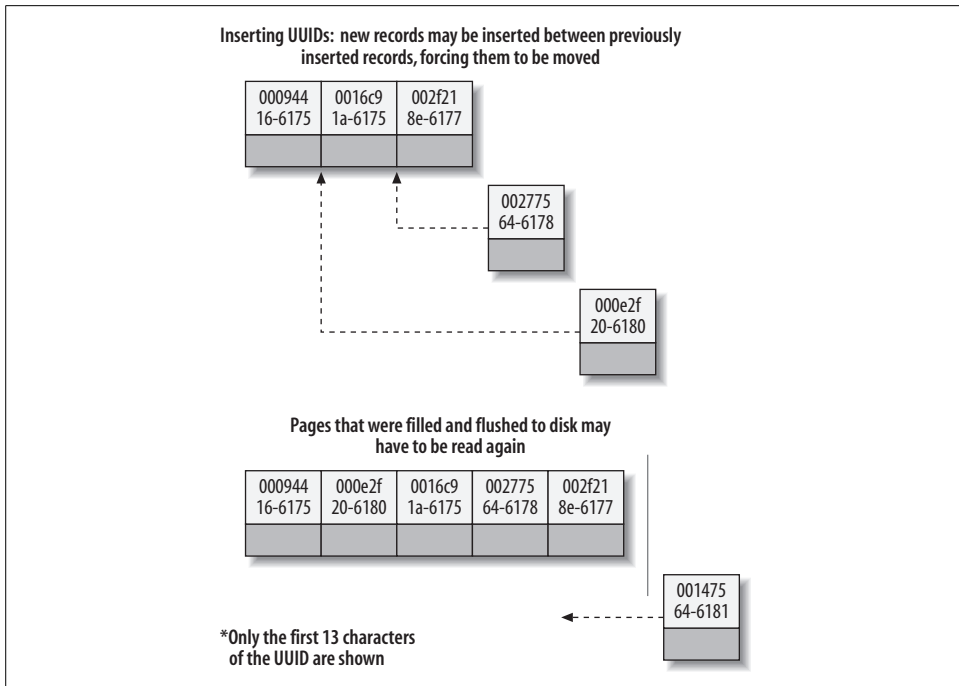 Inserting UUIDs: new records may be inserted between previously
inserted records, forcing them to be moved
000944 0016c9 002f21
16-6175 1a-6175 8e-6177
002775
64-6178
000e2f
20-6180
Pages that were filled and flushed to disk may
have to be read again
000944 000e2f 0016c9 002775 002f21
16-6175 20-6180 1a-6175 64-6178 8e-6177
001475
64-6181
*Only the first 13 characters
of the UUID are shown